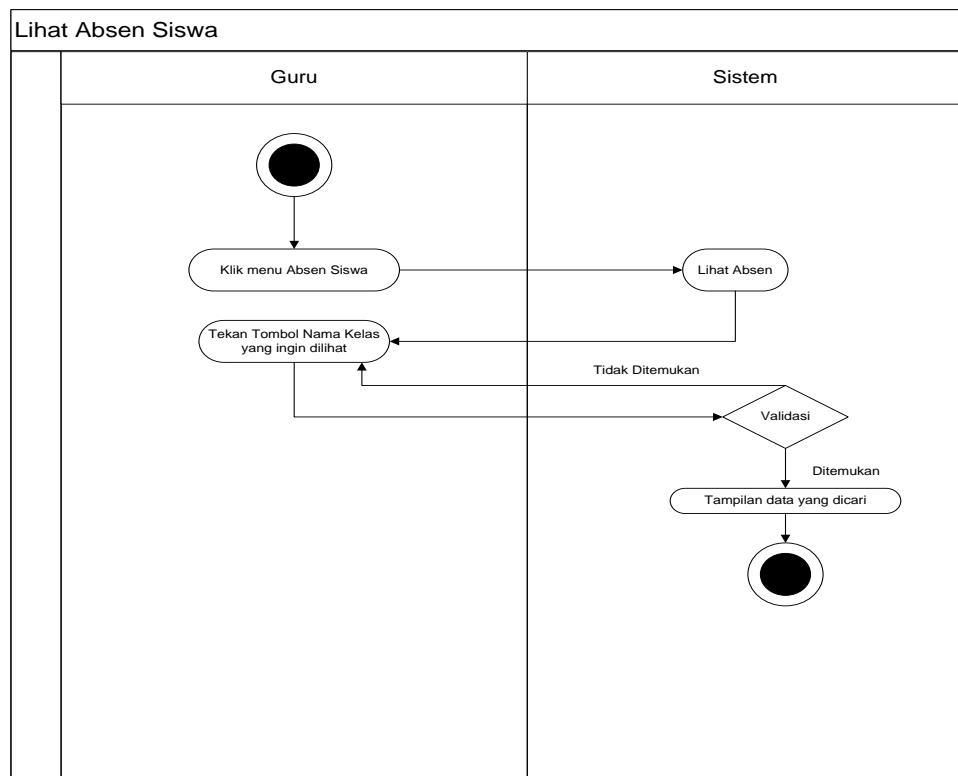 Lihat Absen Siswa
Guru
Sistem
Klik menu Absen Siswa
Lihat Absen
Tekan Tombol Nama Kelas
yang ingin dilihat
Tidak Ditemukan
Validasi
Ditemukan
Tampilan data yang dicari